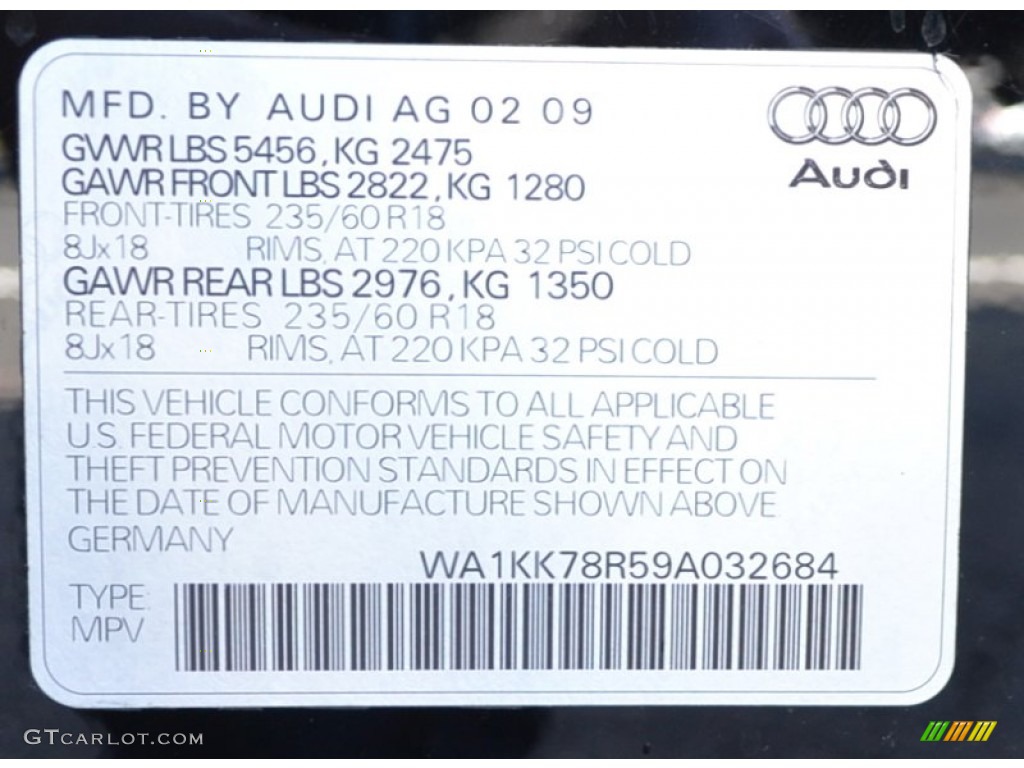 MFD. BY AUDI AG 02 09
GVWR LBS 5456, KG 2475
GAWR FRONT LBS 2822, KG 1280
FRONT-TIRES 235/60 R18
8Jx18 RIMS, AT 220 KPA 32 PSI COLD
GAWR REAR LBS 2976, KG 1350
REAR-TIRES 235/60 R18
8Jx18 RIMS, AT 220 KPA 32 PSI COLD
Audi
THIS VEHICLE CONFORMS TO ALL APPLICABLE
U.S. FEDERAL MOTOR VEHICLE SAFETY AND
THEFT PREVENTION STANDARDS IN EFFECT ON
THE DATE OF MANUFACTURE SHOWN ABOVE
GERMANY
WA1KK78R59A032684
TYPE:
MPV
GTCARLOT.COM